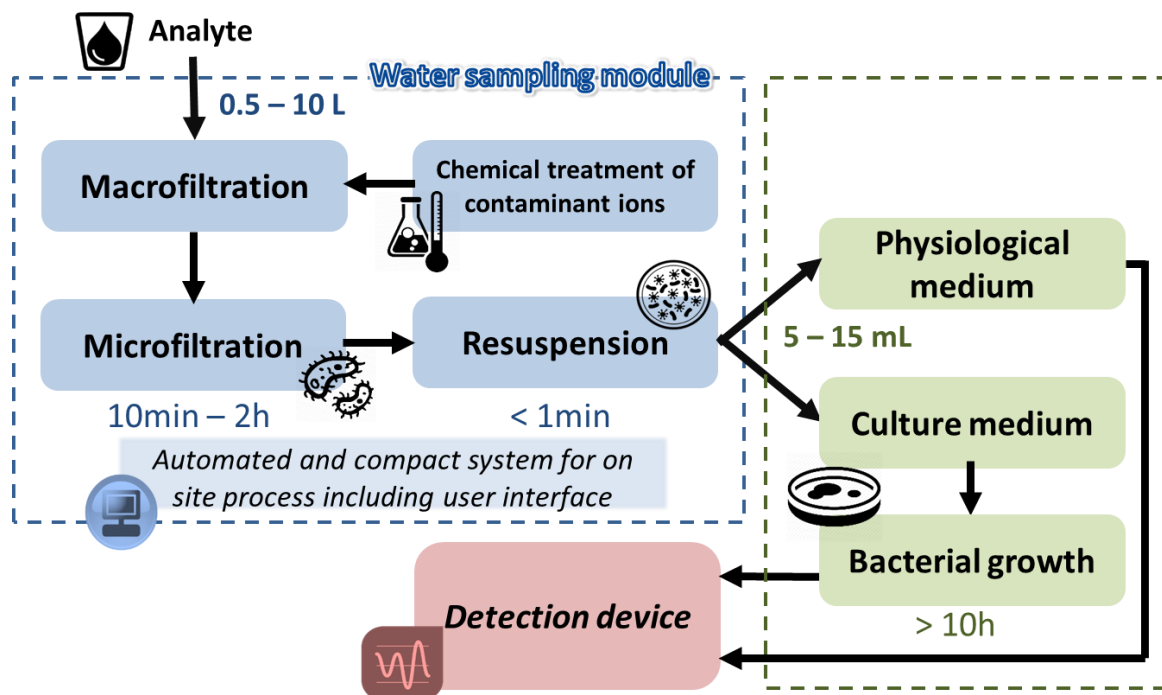 Analyte
Water sampling module
0.5 – 10 L
Macrofiltration
Chemical treatment of
contaminant ions
Physiological
medium
Microfiltration
Resuspension
5 – 15 mL
10min – 2h
< 1min
Culture medium
Automated and compact system for on
site process including user interface
Bacterial growth
Detection device
> 10h